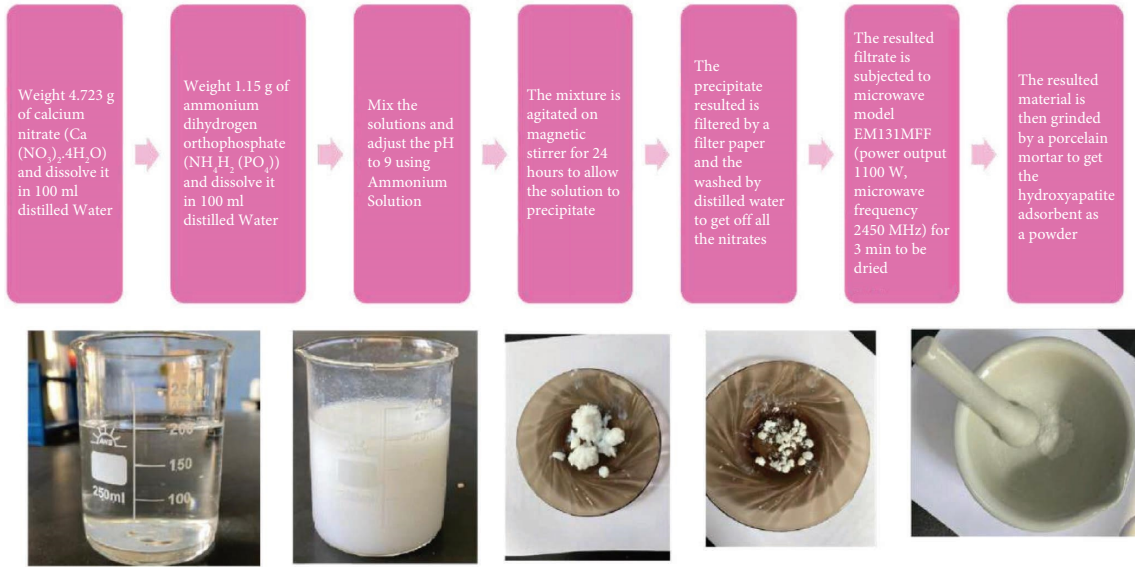 Weight 4.723 g
of calcium
nitrate (Ca
(NO₃)₂.4H₂O)
and dissolve it
in 100 ml
distilled Water
Weight 1.15 g of
ammonium
dihydrogen
orthophosphate
(NH₄H₂ (PO₄))
and dissolve it
in 100 ml
distilled Water
Mix the
solutions and
adjust the pH
to 9 using
Ammonium
Solution
The mixture is
agitated on
magnetic
stirrer for 24
hours to allow
the solution to
precipitate
The
precipitate
resulted is
filtered by a
filter paper
and the
washed by
distilled water
to get off all
the nitrates
The resulted
filtrate is
subjected to
microwave
model
EM131MFF
(power output
1100 W,
microwave
frequency
2450 MHz) for
3 min to be
dried
The resulted
material is
then grinded
by a porcelain
mortar to get
the
hydroxyapatite
adsorbent as
a powder
200
150
100
250ml